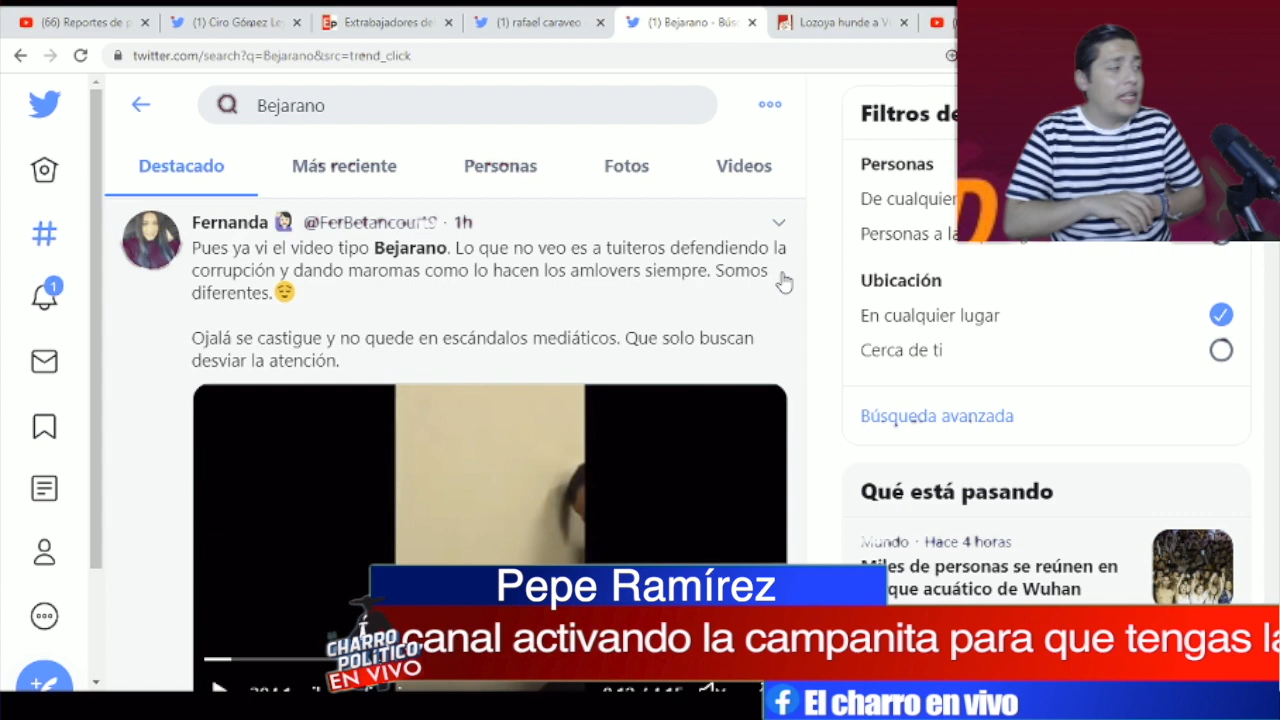 (66) Reportes de p
(1) Ciro Gómez Le
Extrabajadores de
(1) rafael caraveo
(1) Bejarano - Bús
Lozoya hunde a V
twitter.com/search?q=Bejarano&src=trend_click
Bejarano
Destacado
Más reciente
Personas
Fotos
Videos
Fernanda @FerBetancourt9 · 1h
Pues ya vi el video tipo Bejarano. Lo que no veo es a tuiteros defendiendo la
corrupción y dando maromas como lo hacen los amlovers siempre. Somos
diferentes.
Ojalá se castigue y no quede en escándalos mediáticos. Que solo buscan
desviar la atención.
Filtros de
Personas
De cualquier
Personas a la
Ubicación
En cualquier lugar
Cerca de ti
Búsqueda avanzada
Qué está pasando
Mundo · Hace 4 horas
Miles de personas se reúnen en
que acuático de Wuhan
1
Pepe Ramírez
canal activando la campanita para que tengas la
CHARRO
POLÍTICO
EN VIVO
El charro en vivo